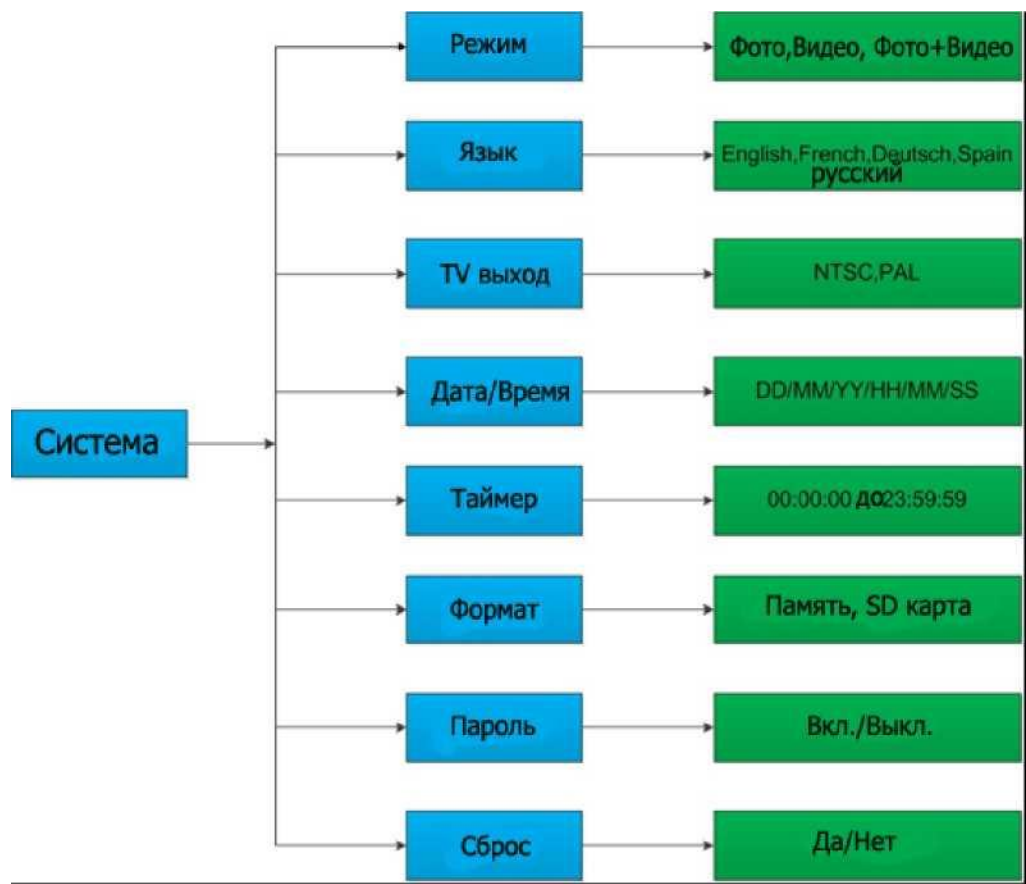 Режим
Фото,Видео, Фото+Видео
Язык
English,French,Deutsch,Spain
русский
TV выход
NTSC,PAL
Дата/Время
DD/MM/YY/HH/MM/SS
Система
Таймер
00:00:00 до23:59:59
Формат
Память, SD карта
Пароль
Вкл./Выкл.
Сброс
Да/Нет